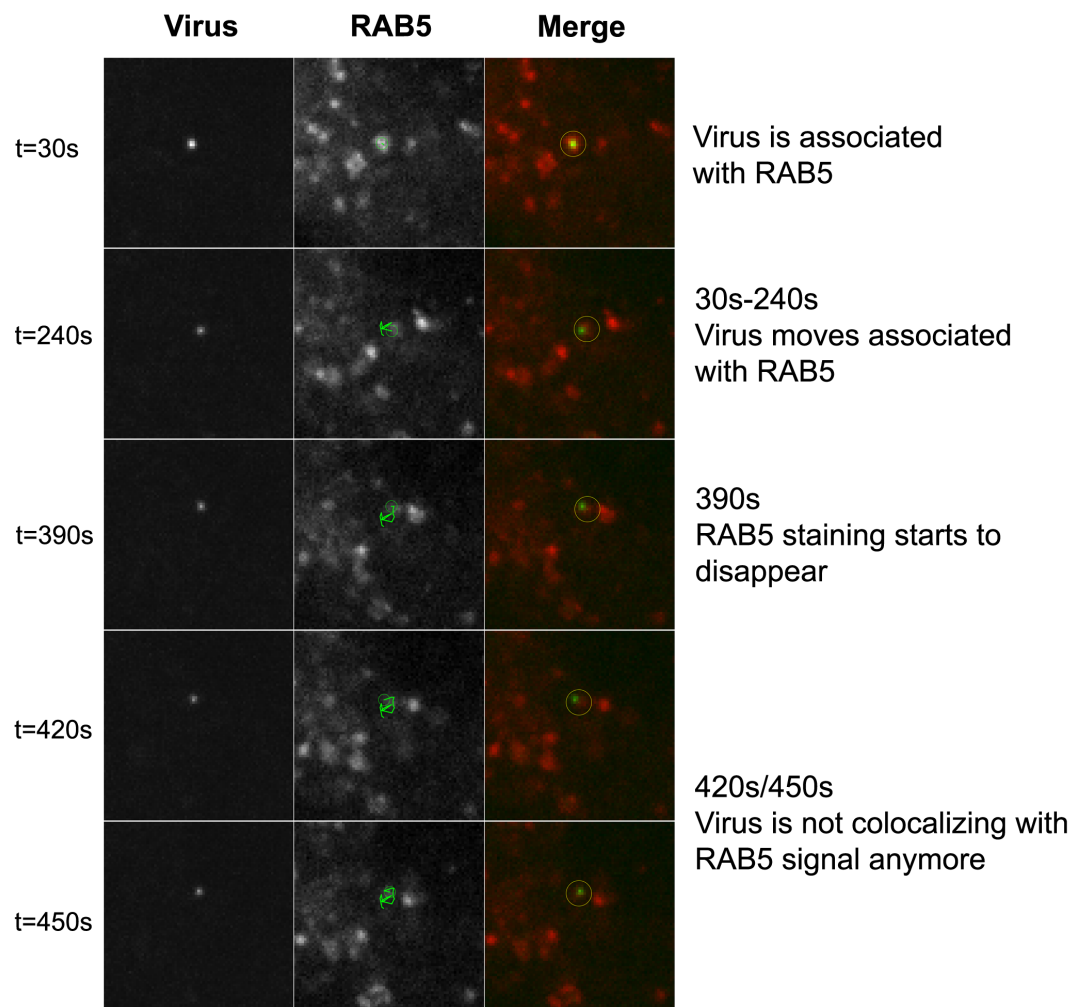 Virus RAB5 Merge
t=30s
Virus is associated
with RAB5
t=240s
30s-240s
Virus moves associated
with RAB5
t=390s
390s
RAB5 staining starts to
disappear
t=420s
420s/450s
Virus is not colocalizing with
RAB5 signal anymore
t=450s